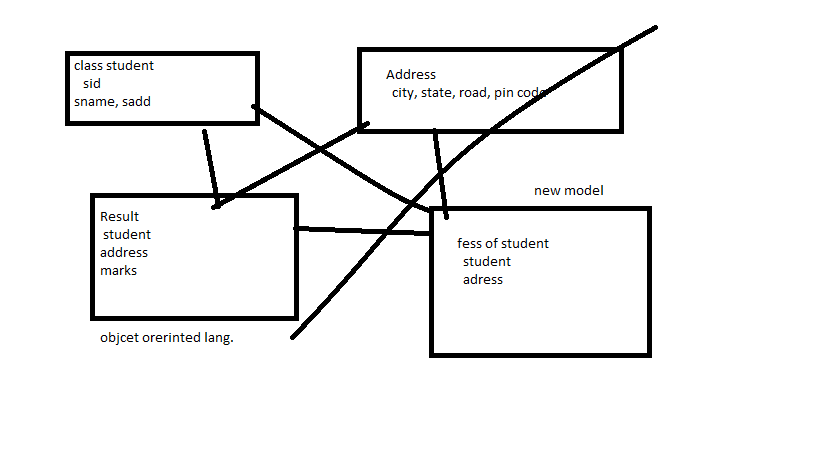 class student
sid
sname, sadd
Address
city, state, road, pin code
Result
student
address
marks
objcet orerinted lang.
new model
fess of student
student
adress